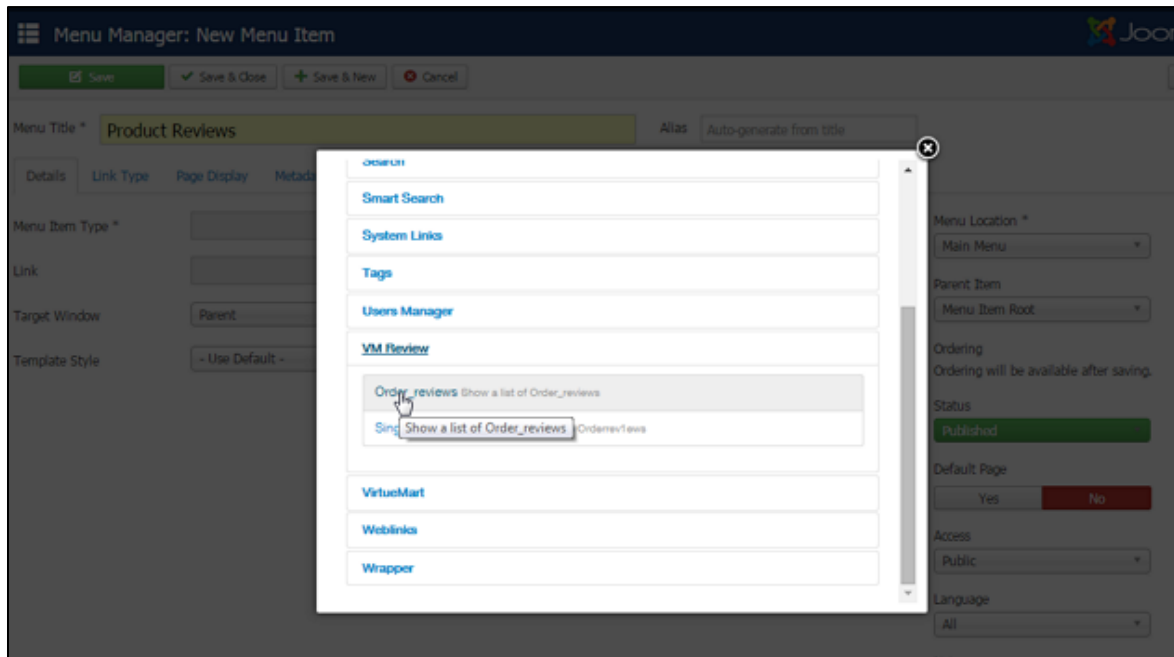 Menu Manager: New Menu Item
Save
Save & Close
Save & New
Cancel
Menu Title *
Product Reviews
Alias
Auto-generate from title
Details
Link Type
Page Display
Menu Item Type *
Link
Target Window
Parent
Template Style
- Use Default -
Search
Smart Search
System Links
Tags
Users Manager
VM Review
Order_reviews Show a list of Order_reviews
Show a list of Order_reviews
VirtueMart
Weblinks
Wrapper
Menu Location *
Main Menu
Parent Item
Menu Item Root
Ordering
Ordering will be available after saving.
Status
Published
Default Page
Yes
No
Access
Public
Language
All